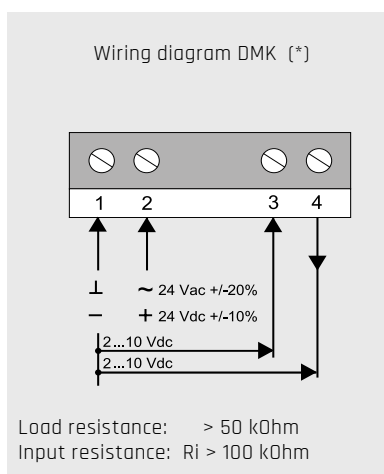 Wiring diagram DMK (*)
1 2 3 4
⊥ ~ 24 Vac +/-20%
− + 24 Vdc +/-10%
2...10 Vdc
2...10 Vdc
Load resistance: > 50 kOhm
Input resistance: Ri > 100 kOhm